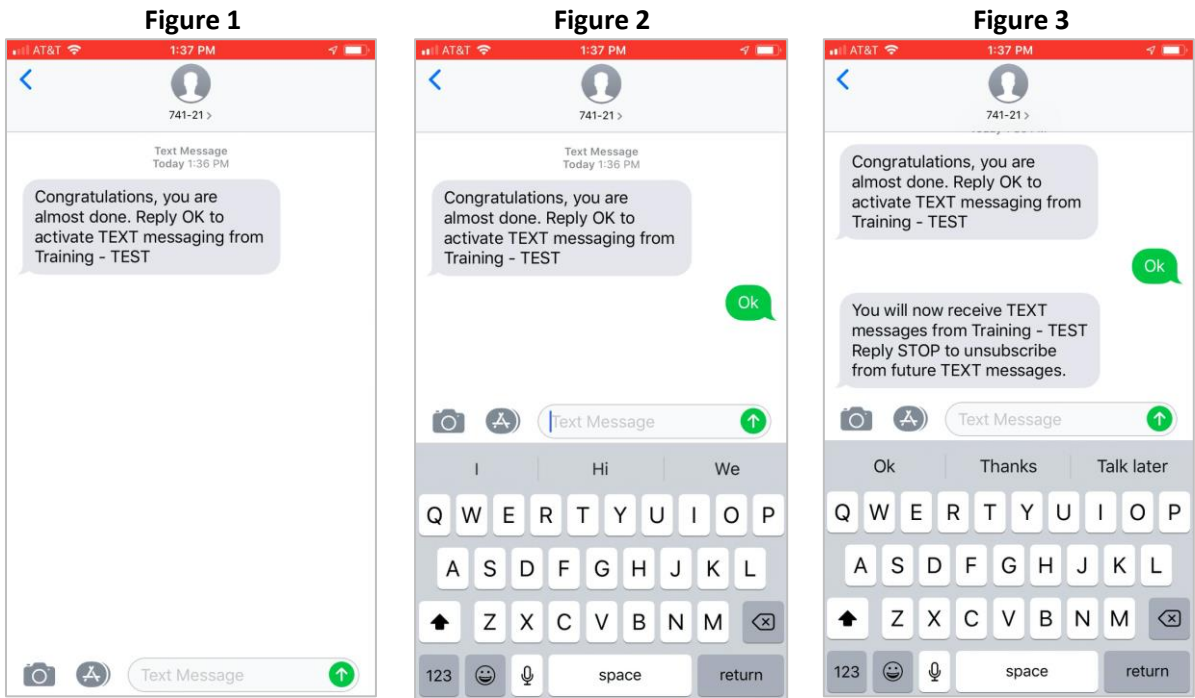 Figure 1
AT&T 1:37 PM
741-21 >
Text Message
Today 1:36 PM
Congratulations, you are
almost done. Reply OK to
activate TEXT messaging from
Training - TEST
Text Message
Figure 2
AT&T 1:37 PM
741-21 >
Text Message
Today 1:36 PM
Congratulations, you are
almost done. Reply OK to
activate TEXT messaging from
Training - TEST
Ok
Text Message
I Hi We
Q W E R T Y U I O P
A S D F G H J K L
Z X C V B N M
123 space return
Figure 3
AT&T 1:37 PM
741-21 >
Congratulations, you are
almost done. Reply OK to
activate TEXT messaging from
Training - TEST
Ok
You will now receive TEXT
messages from Training - TEST
Reply STOP to unsubscribe
from future TEXT messages.
Text Message
Ok Thanks Talk later
Q W E R T Y U I O P
A S D F G H J K L
Z X C V B N M
123 space return